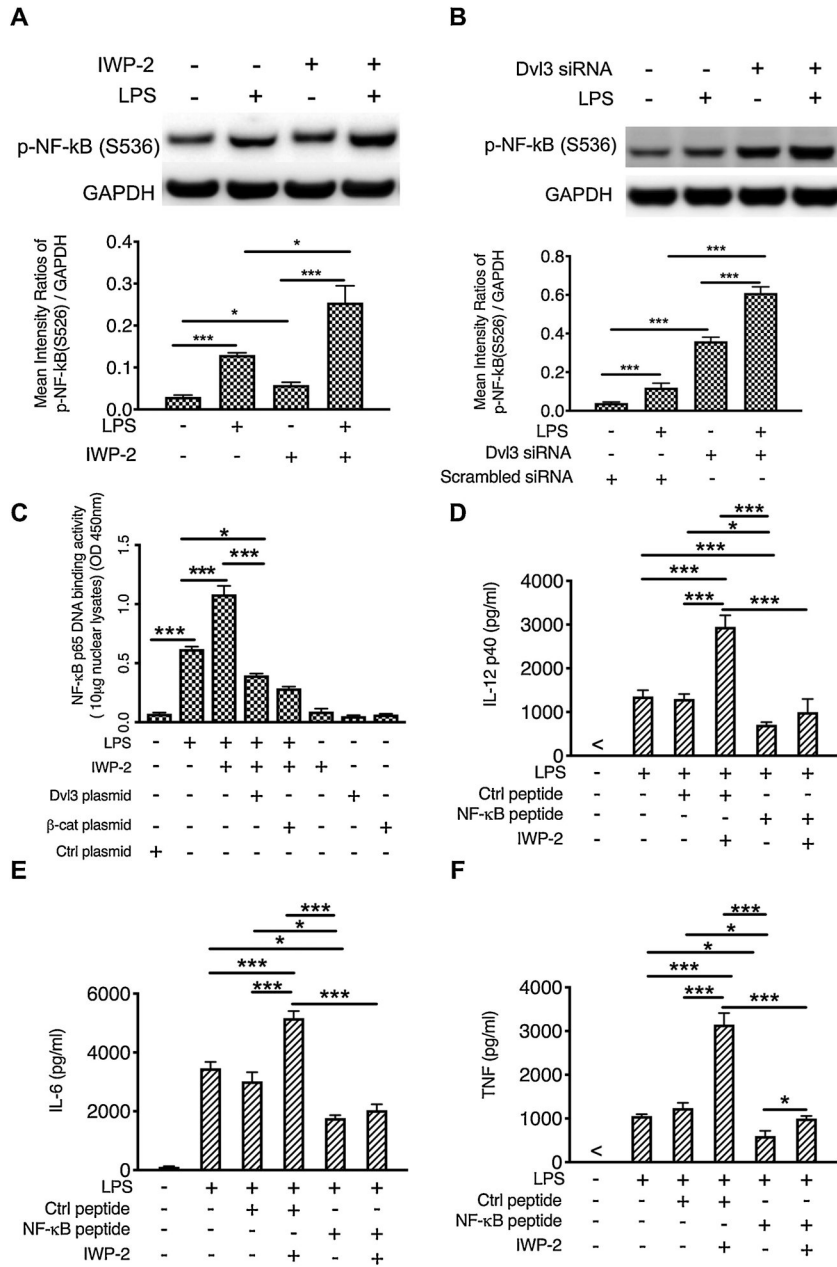 A
IWP-2 - - + +
LPS - + - +
p-NF-kB (S536)
GAPDH
Mean Intensity Ratios of
p-NF-kB(S526) / GAPDH
0.4
0.3
0.2
0.1
0.0
*
***
*
***
LPS - + - +
IWP-2 - - + +
B
Dvl3 siRNA - - + +
LPS - + - +
p-NF-kB (S536)
GAPDH
Mean Intensity Ratios of
p-NF-kB(S526) / GAPDH
0.8
0.6
0.4
0.2
0.0
***
***
***
***
LPS - + - +
Dvl3 siRNA - - + +
Scrambled siRNA + + - -
C
NF-κB p65 DNA binding activity
( 10µg nuclear lysates) (OD 450nm)
1.5
1.0
0.5
0.0
*
*** ***
***
LPS - + + + + - - -
IWP-2 - - + + + + - -
Dvl3 plasmid - - - + - - + -
β-cat plasmid - - - - + - - +
Ctrl plasmid + - - - - - - -
D
IL-12 p40 (pg/ml)
4000
3000
2000
1000
0
***
*
***
***
*** ***
<
LPS - + + + + +
Ctrl peptide - - + + - -
NF-κB peptide - - - - + +
IWP-2 - - - + - +
E
IL-6 (pg/ml)
6000
4000
2000
0
***
*
*
***
*** ***
LPS - + + + + +
Ctrl peptide - - + + - -
NF-κB peptide - - - - + +
IWP-2 - - - + - +
F
TNF (pg/ml)
4000
3000
2000
1000
0
***
*
*
***
*** ***
*
<
LPS - + + + + +
Ctrl peptide - - + + - -
NF-κB peptide - - - - + +
IWP-2 - - - + - +